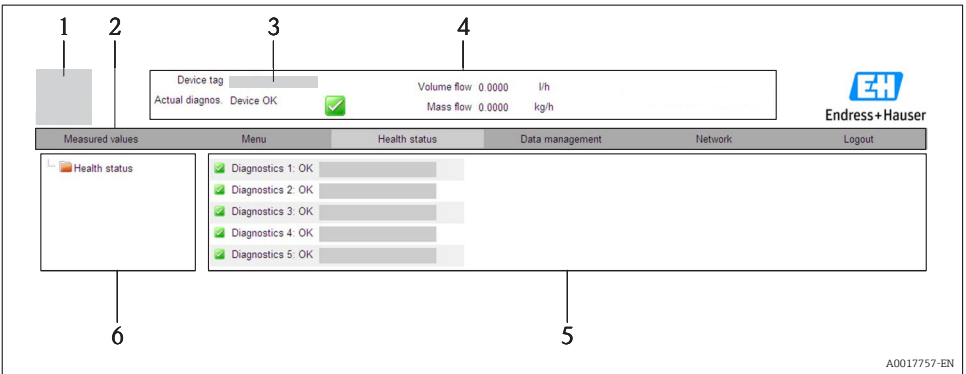 1 2 3 4
Device tag
Volume flow 0.0000 l/h
Actual diagnos. Device OK
Mass flow 0.0000 kg/h
Endress+Hauser
Measured values Menu Health status Data management Network Logout
Health status
Diagnostics 1: OK
Diagnostics 2: OK
Diagnostics 3: OK
Diagnostics 4: OK
Diagnostics 5: OK
6 5
A0017757-EN